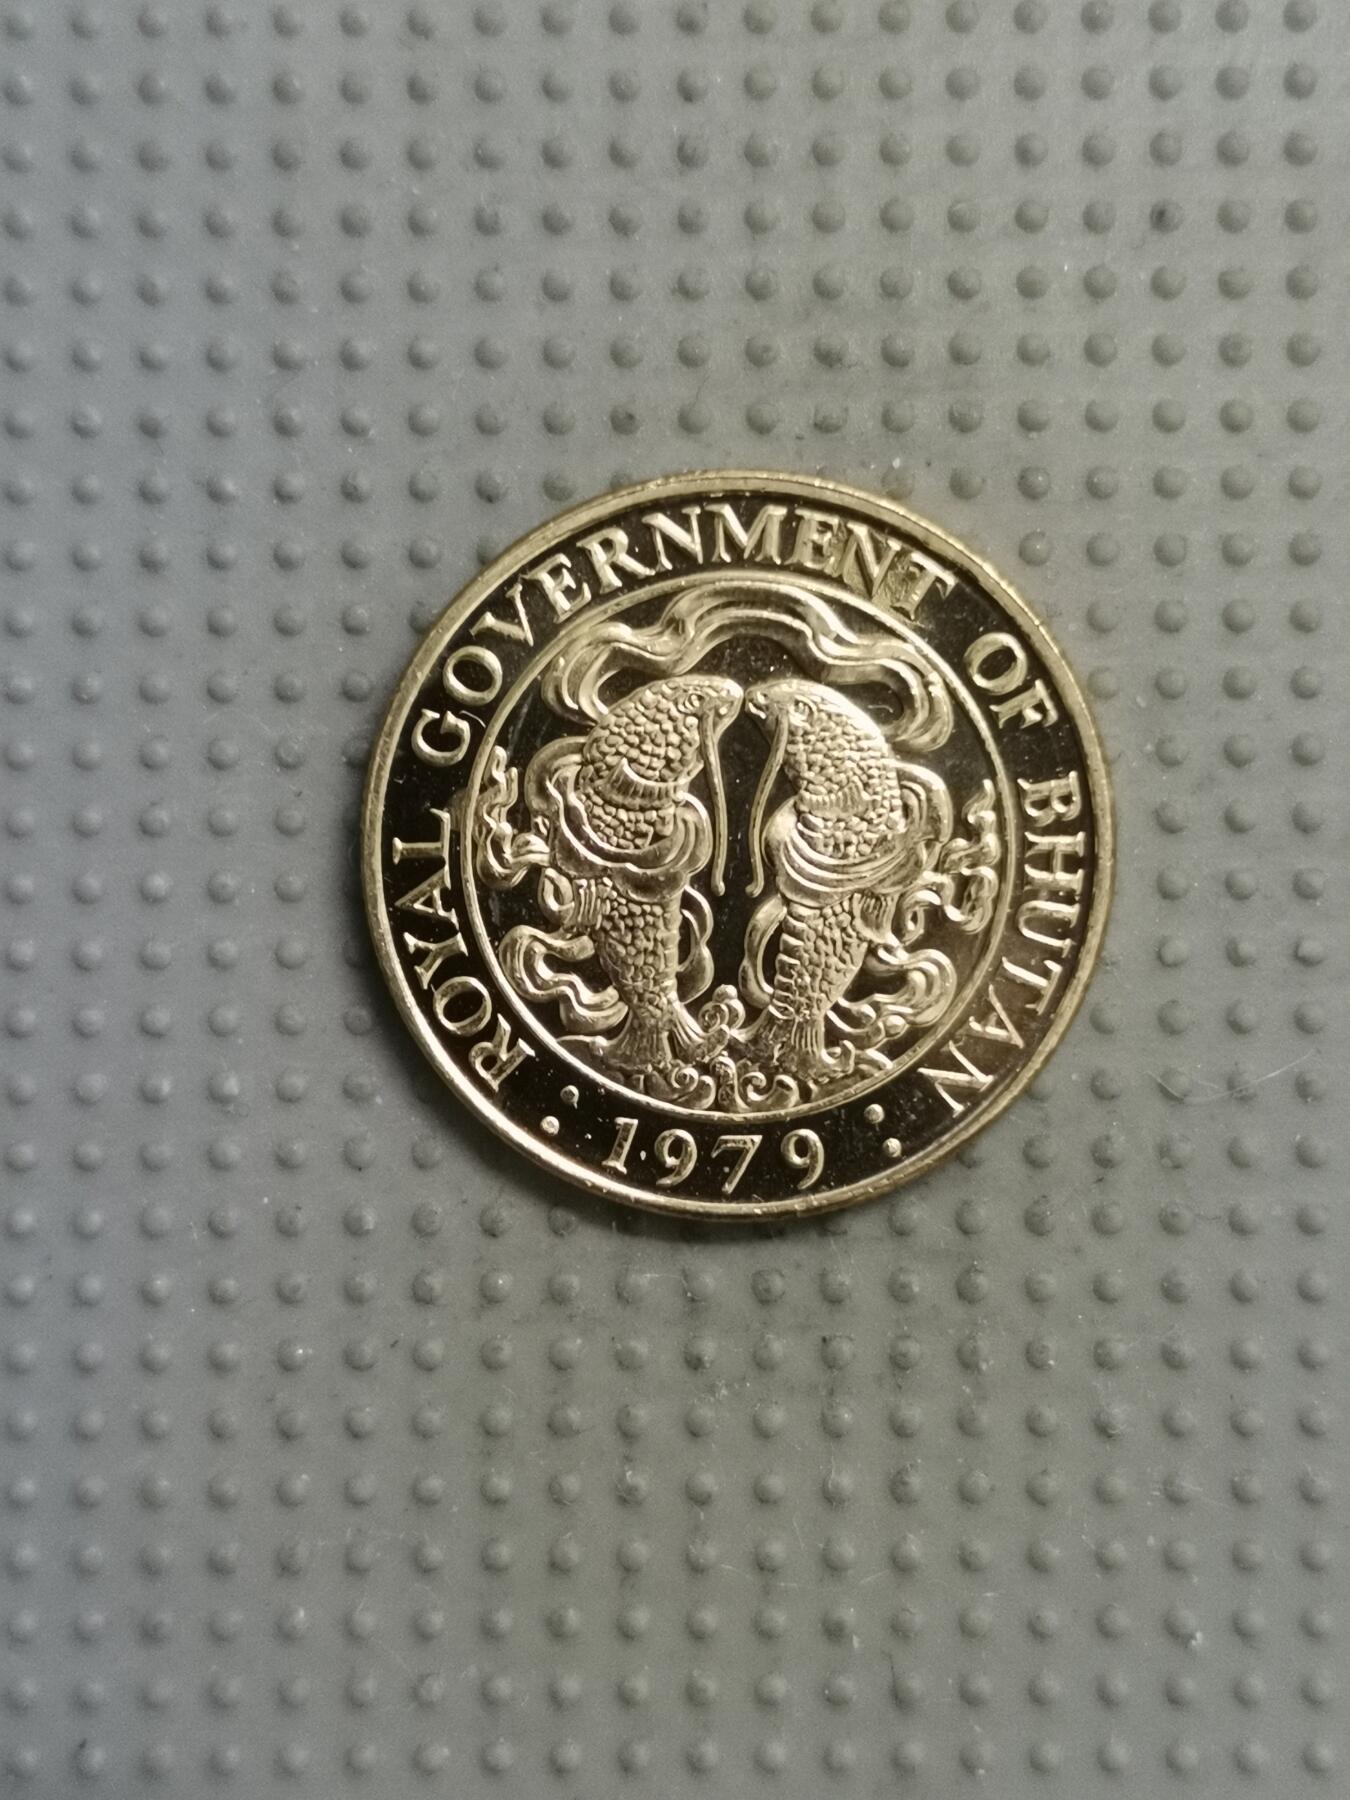 ROYAL GOVERNMENT OF BHUTAN
1979